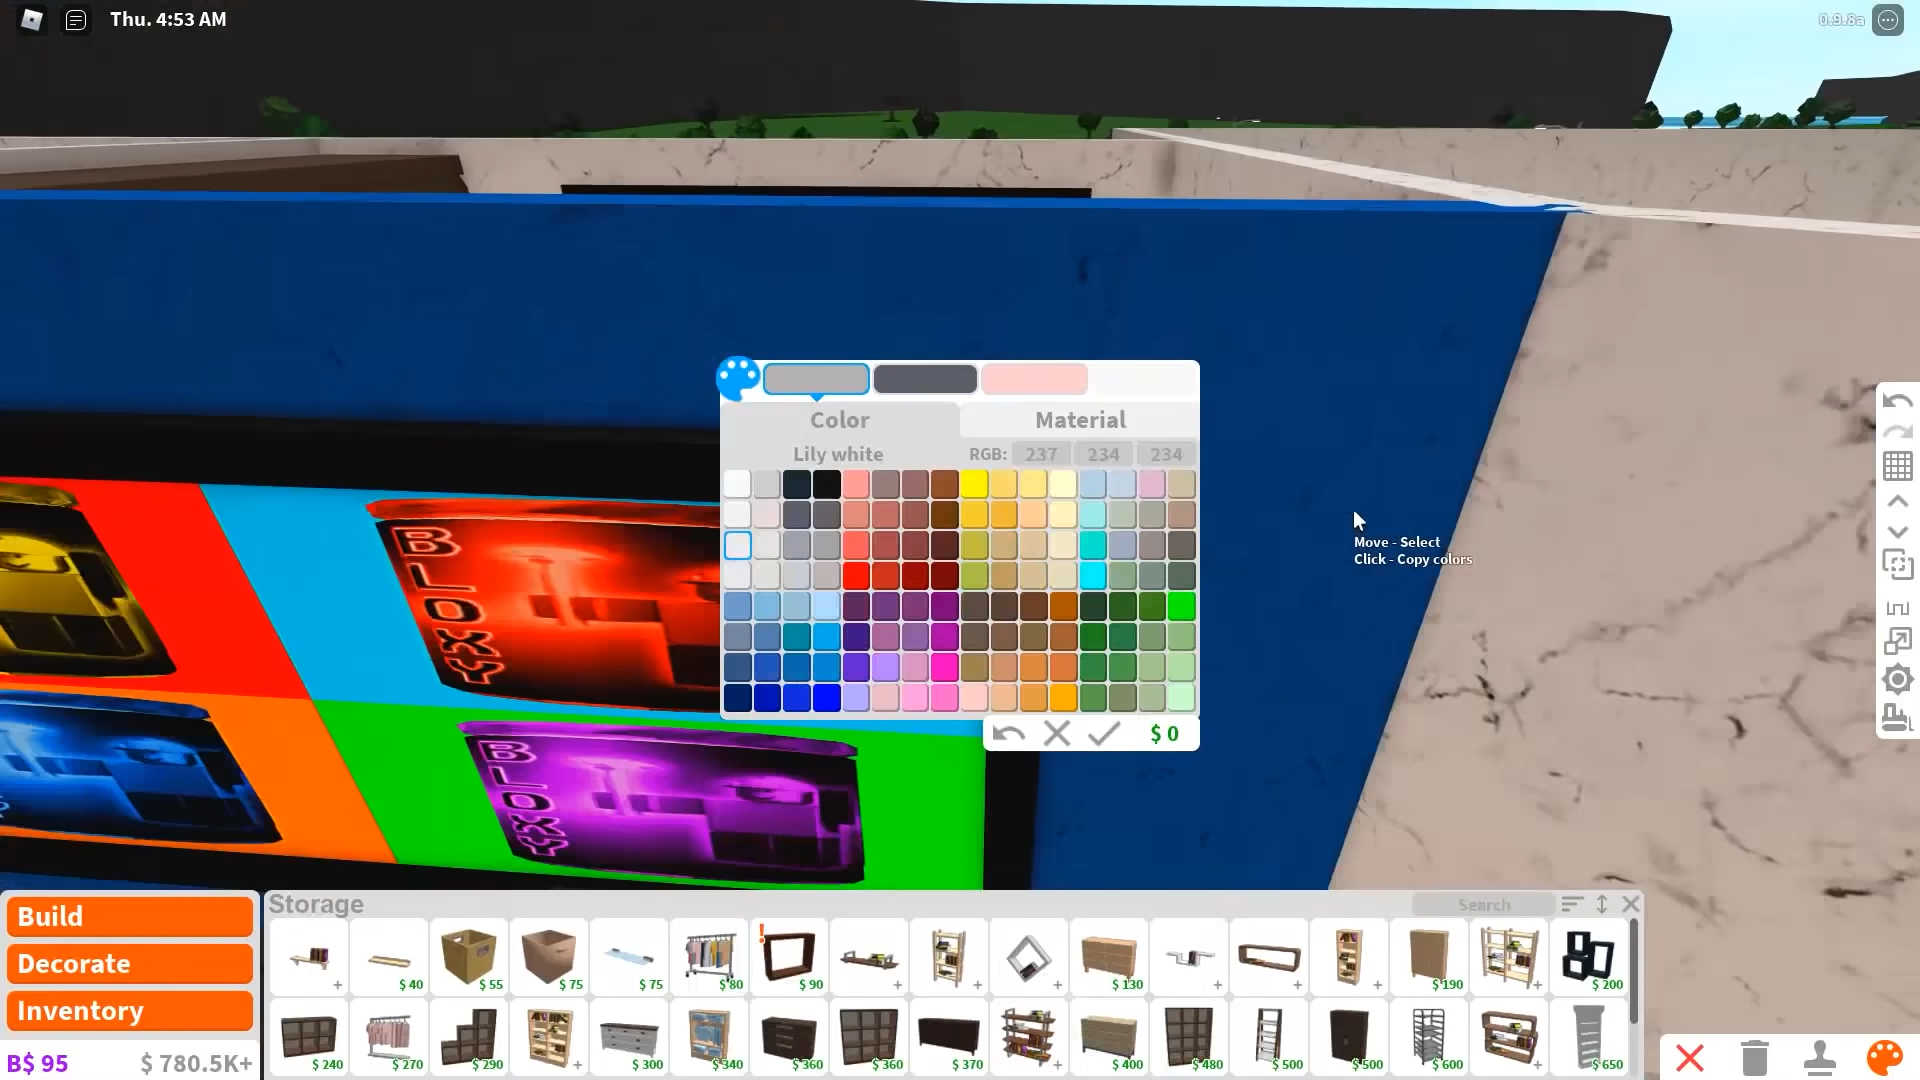 Thu. 4:53 AM
0.9.8a
Color
Material
Lily white
RGB: 237 234 234
Move - Select
Click - Copy colors
BLOXY
BLOXY
$ 0
Build
Decorate
Inventory
B$ 95
$ 780.5K+
Storage
Search
+ $ 40 $ 55 $ 75 $ 75 $ 80 ! $ 90 + + + $ 130 + + + $ 190 + $ 200
$ 240 $ 270 $ 290 + $ 300 $ 340 $ 360 $ 360 $ 370 + $ 400 $ 480 $ 500 $ 500 $ 600 + $ 650